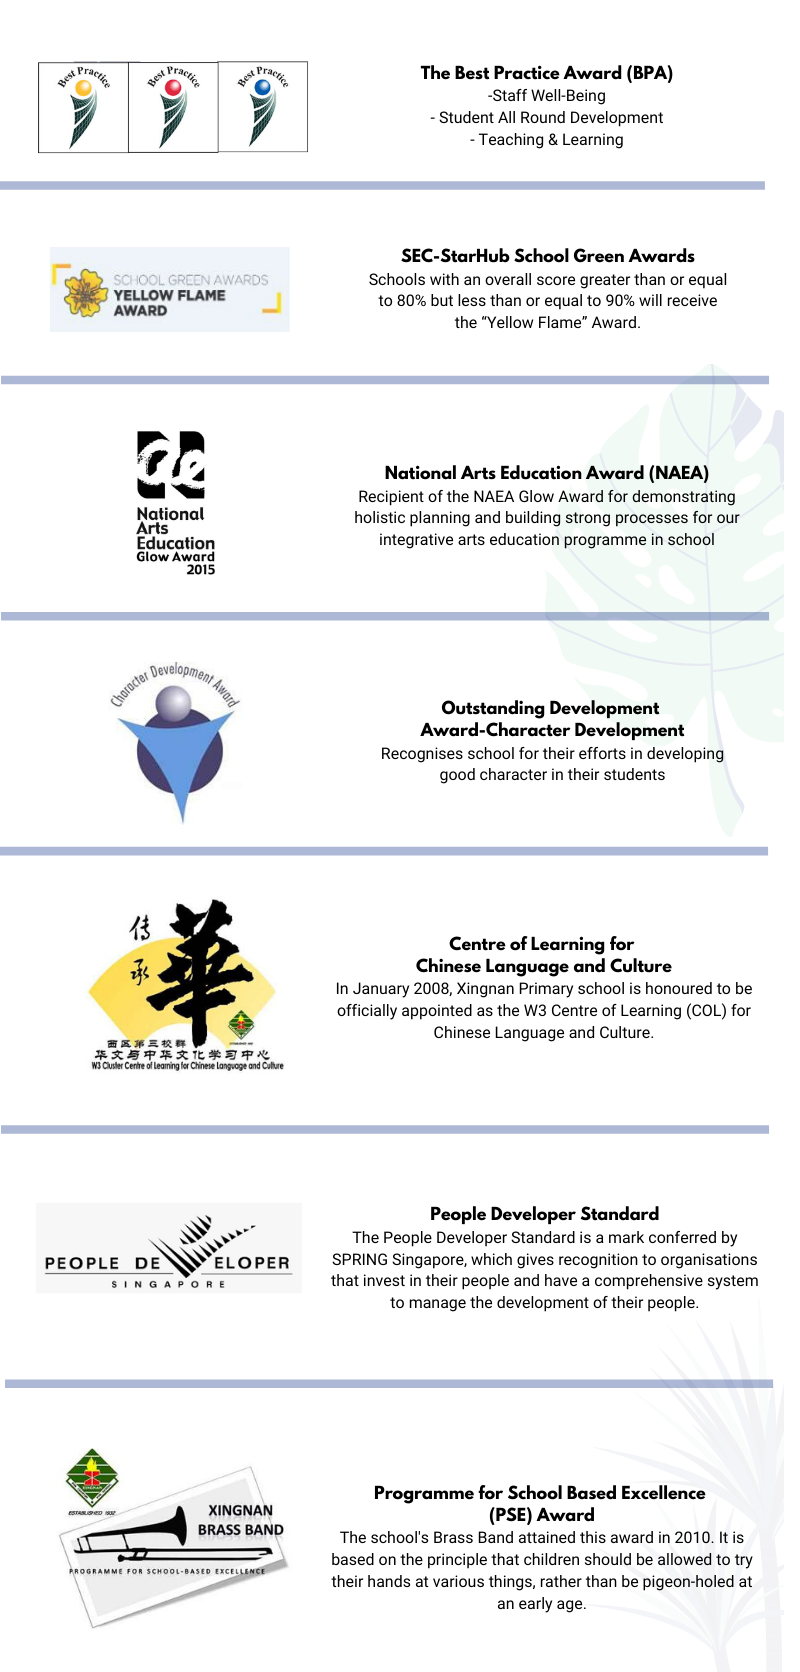 Best Practice
Best Practice
Best Practice
The Best Practice Award (BPA)
-Staff Well-Being
- Student All Round Development
- Teaching & Learning
SCHOOL GREEN AWARDS
YELLOW FLAME
AWARD
SEC-StarHub School Green Awards
Schools with an overall score greater than or equal
to 80% but less than or equal to 90% will receive
the “Yellow Flame” Award.
ae
National
Arts
Education
Glow Award
2015
National Arts Education Award (NAEA)
Recipient of the NAEA Glow Award for demonstrating
holistic planning and building strong processes for our
integrative arts education programme in school
Character Development Award
Outstanding Development
Award-Character Development
Recognises school for their efforts in developing
good character in their students
传承
華
西区第三校群
华文与中华文化学习中心
W3 Cluster Centre of Learning for Chinese Language and Culture
Centre of Learning for
Chinese Language and Culture
In January 2008, Xingnan Primary school is honoured to be
officially appointed as the W3 Centre of Learning (COL) for
Chinese Language and Culture.
PEOPLE DEVELOPER
SINGAPORE
People Developer Standard
The People Developer Standard is a mark conferred by
SPRING Singapore, which gives recognition to organisations
that invest in their people and have a comprehensive system
to manage the development of their people.
ESTABLISHED 1932
XINGNAN
BRASS BAND
PROGRAMME FOR SCHOOL-BASED EXCELLENCE
Programme for School Based Excellence
(PSE) Award
The school's Brass Band attained this award in 2010. It is
based on the principle that children should be allowed to try
their hands at various things, rather than be pigeon-holed at
an early age.